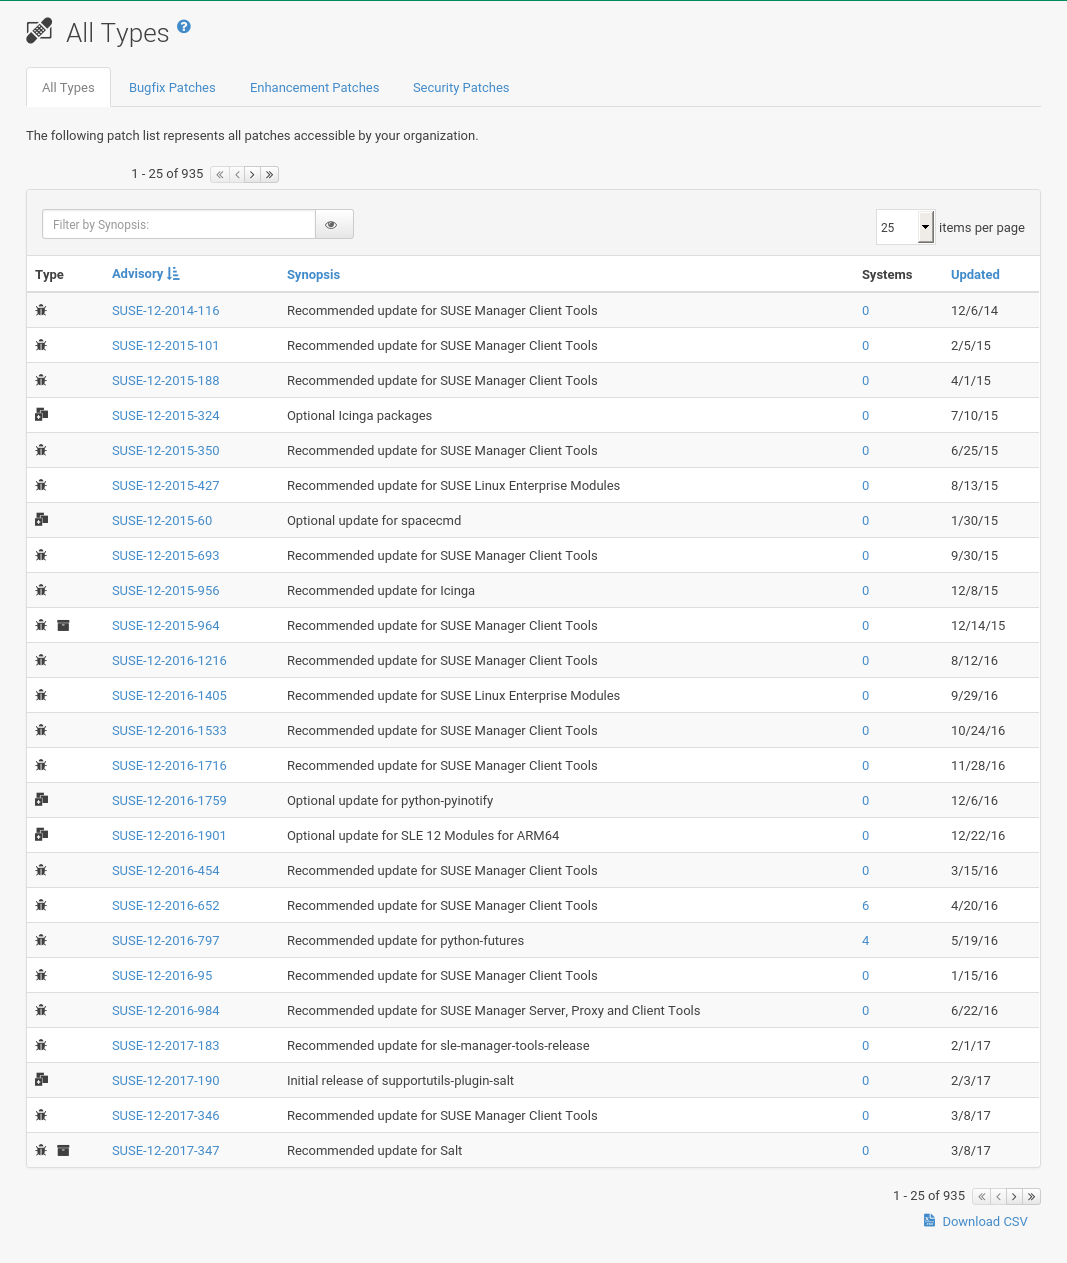 All Types ?
All Types Bugfix Patches Enhancement Patches Security Patches
The following patch list represents all patches accessible by your organization.
1 - 25 of 935
Filter by Synopsis: 25 items per page
Type Advisory Synopsis Systems Updated
SUSE-12-2014-116 Recommended update for SUSE Manager Client Tools 0 12/6/14
SUSE-12-2015-101 Recommended update for SUSE Manager Client Tools 0 2/5/15
SUSE-12-2015-188 Recommended update for SUSE Manager Client Tools 0 4/1/15
SUSE-12-2015-324 Optional Icinga packages 0 7/10/15
SUSE-12-2015-350 Recommended update for SUSE Manager Client Tools 0 6/25/15
SUSE-12-2015-427 Recommended update for SUSE Linux Enterprise Modules 0 8/13/15
SUSE-12-2015-60 Optional update for spacecmd 0 1/30/15
SUSE-12-2015-693 Recommended update for SUSE Manager Client Tools 0 9/30/15
SUSE-12-2015-956 Recommended update for Icinga 0 12/8/15
SUSE-12-2015-964 Recommended update for SUSE Manager Client Tools 0 12/14/15
SUSE-12-2016-1216 Recommended update for SUSE Manager Client Tools 0 8/12/16
SUSE-12-2016-1405 Recommended update for SUSE Linux Enterprise Modules 0 9/29/16
SUSE-12-2016-1533 Recommended update for SUSE Manager Client Tools 0 10/24/16
SUSE-12-2016-1716 Recommended update for SUSE Manager Client Tools 0 11/28/16
SUSE-12-2016-1759 Optional update for python-pyinotify 0 12/6/16
SUSE-12-2016-1901 Optional update for SLE 12 Modules for ARM64 0 12/22/16
SUSE-12-2016-454 Recommended update for SUSE Manager Client Tools 0 3/15/16
SUSE-12-2016-652 Recommended update for SUSE Manager Client Tools 6 4/20/16
SUSE-12-2016-797 Recommended update for python-futures 4 5/19/16
SUSE-12-2016-95 Recommended update for SUSE Manager Client Tools 0 1/15/16
SUSE-12-2016-984 Recommended update for SUSE Manager Server, Proxy and Client Tools 0 6/22/16
SUSE-12-2017-183 Recommended update for sle-manager-tools-release 0 2/1/17
SUSE-12-2017-190 Initial release of supportutils-plugin-salt 0 2/3/17
SUSE-12-2017-346 Recommended update for SUSE Manager Client Tools 0 3/8/17
SUSE-12-2017-347 Recommended update for Salt 0 3/8/17
1 - 25 of 935
Download CSV